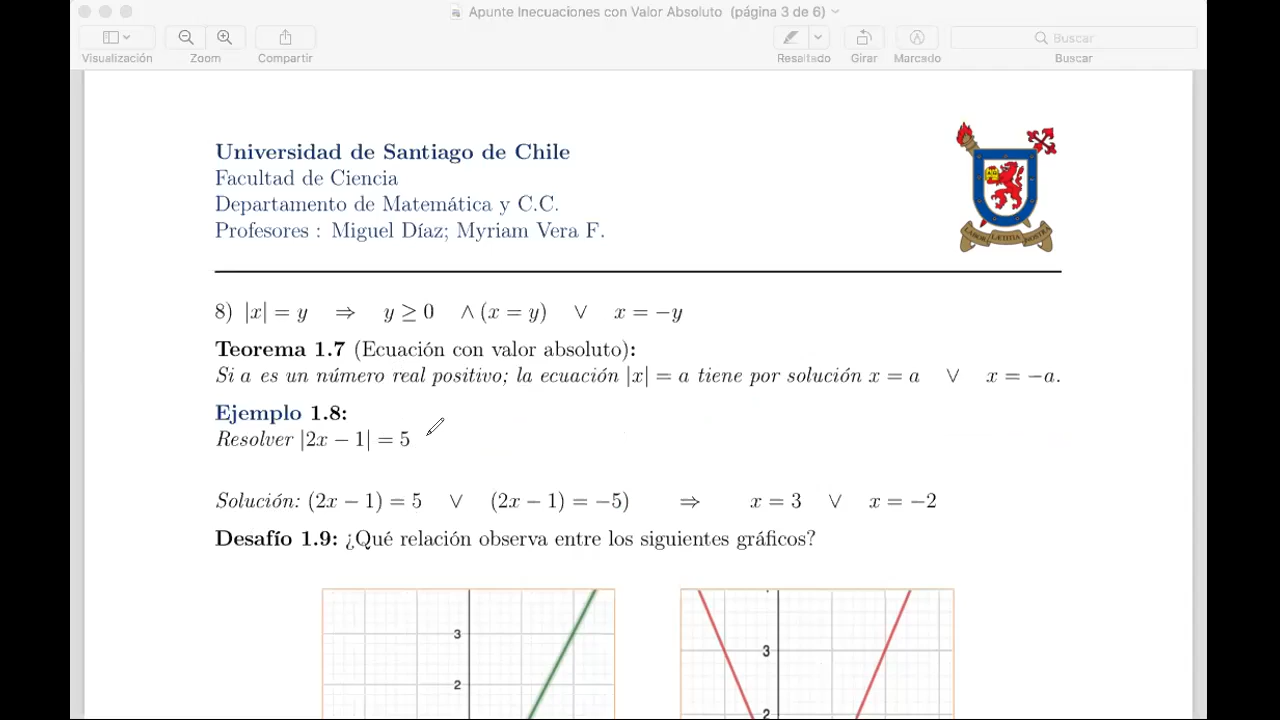 Apunte Inecuaciones con Valor Absoluto (página 3 de 6)
Visualización Zoom Compartir Resaltado Girar Marcado Buscar
Buscar
Universidad de Santiago de Chile
Facultad de Ciencia
Departamento de Matemática y C.C.
Profesores : Miguel Díaz; Myriam Vera F.
LABOR LÆTITIA NOSTRA
8) |x| = y ⇒ y ≥ 0 ∧ (x = y) ∨ x = −y
Teorema 1.7 (Ecuación con valor absoluto):
Si a es un número real positivo; la ecuación |x| = a tiene por solución x = a ∨ x = −a.
Ejemplo 1.8:
Resolver |2x − 1| = 5
Solución: (2x − 1) = 5 ∨ (2x − 1) = −5) ⇒ x = 3 ∨ x = −2
Desafío 1.9: ¿Qué relación observa entre los siguientes gráficos?
3
2
3
2